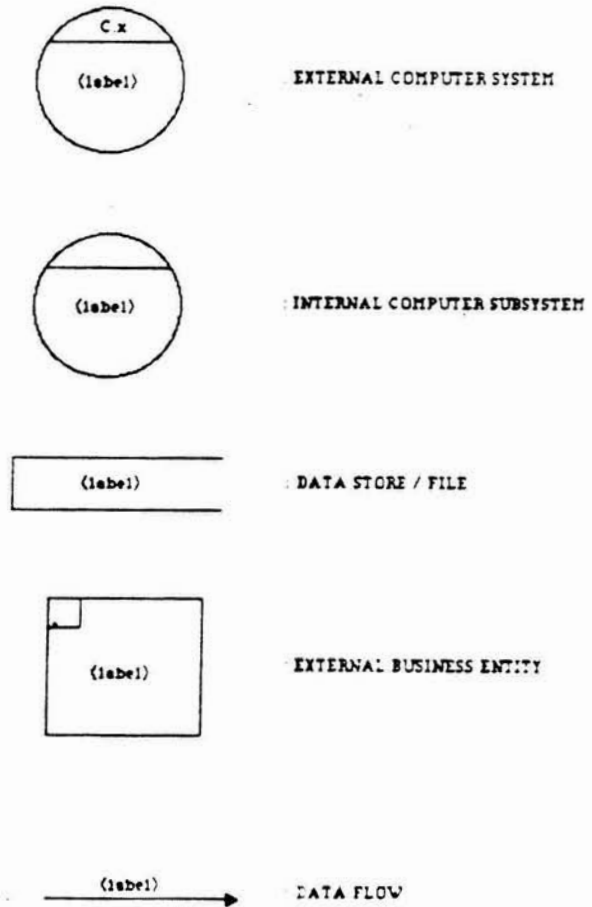 C.x
(label)
EXTERNAL COMPUTER SYSTEM
(label)
: INTERNAL COMPUTER SUBSYSTEM
(label)
: DATA STORE / FILE
(label)
EXTERNAL BUSINESS ENTITY
(label)
: DATA FLOW